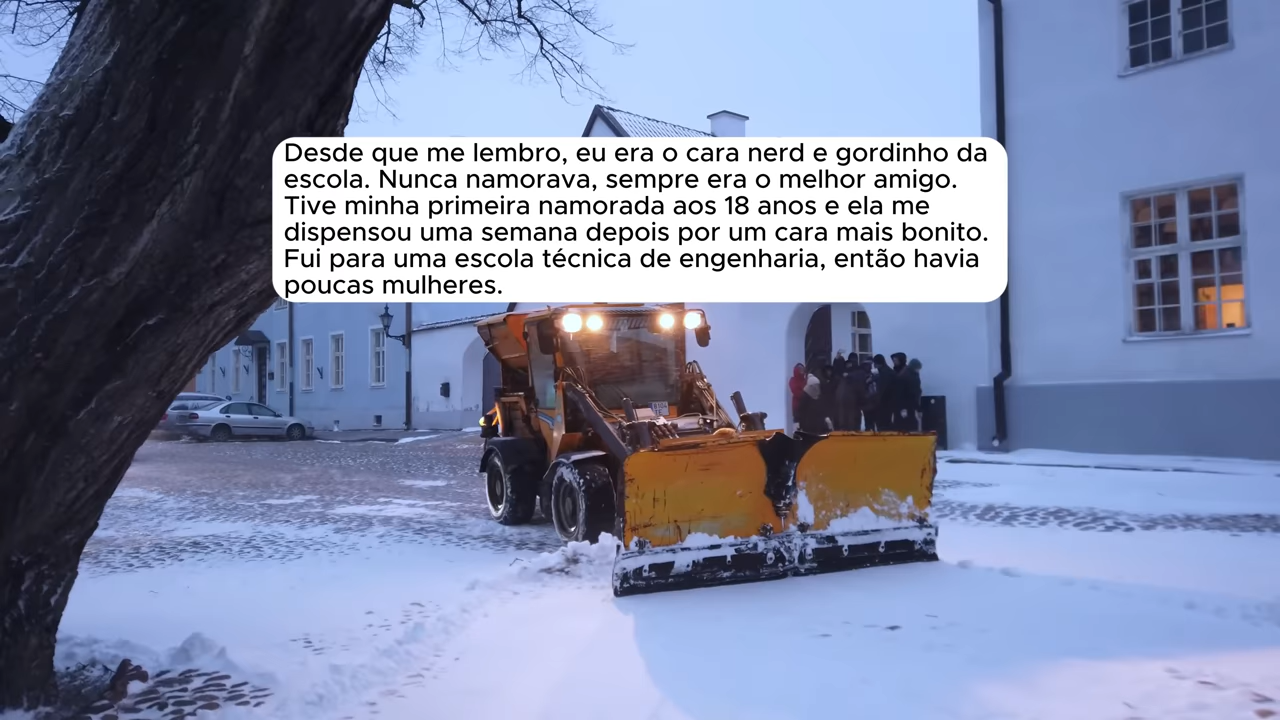 Desde que me lembro, eu era o cara nerd e gordinho da
escola. Nunca namorava, sempre era o melhor amigo.
Tive minha primeira namorada aos 18 anos e ela me
dispensou uma semana depois por um cara mais bonito.
Fui para uma escola técnica de engenharia, então havia
poucas mulheres.